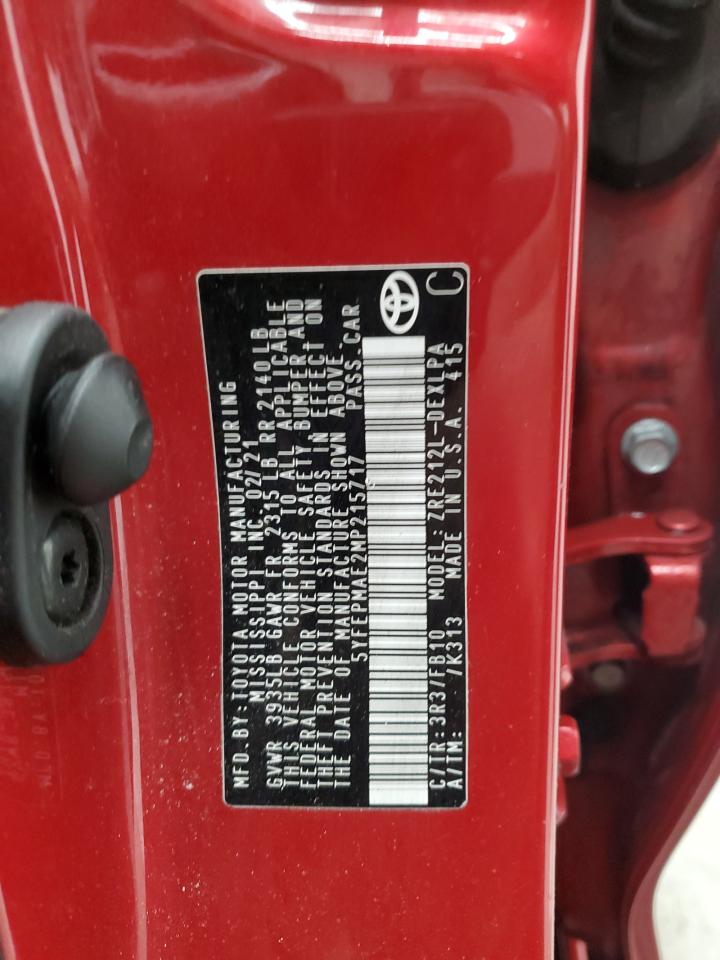 MFD.BY:TOYOTA MOTOR MANUFACTURING
MISSISSIPPI INC. 02/21
GVWR 3935LB GAWR FR 2315 LB RR 2140LB
THIS VEHICLE CONFORMS TO ALL APPLICABLE
FEDERAL MOTOR VEHICLE SAFETY BUMPER,AND
THEFT PREVENTION STANDARDS IN EFFECT ON
THE DATE OF MANUFACTURE SHOWN ABOVE.
5YFEPMAE2MP215717 PASS.CAR
C/TR:3R3/FB10 MODEL:ZRE212L-DEXLPA
A/TM: /K313 MADE IN U.S.A. 415
C